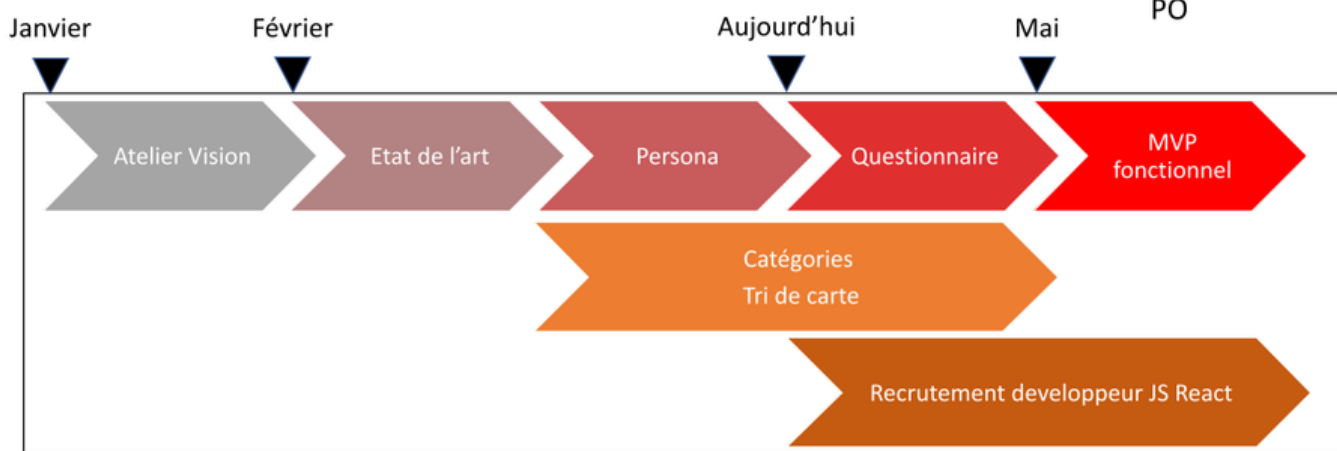 PO
Janvier
Février
Aujourd'hui
Mai
Atelier Vision
Etat de l'art
Persona
Questionnaire
MVP
fonctionnel
Catégories
Tri de carte
Recrutement developpeur JS React